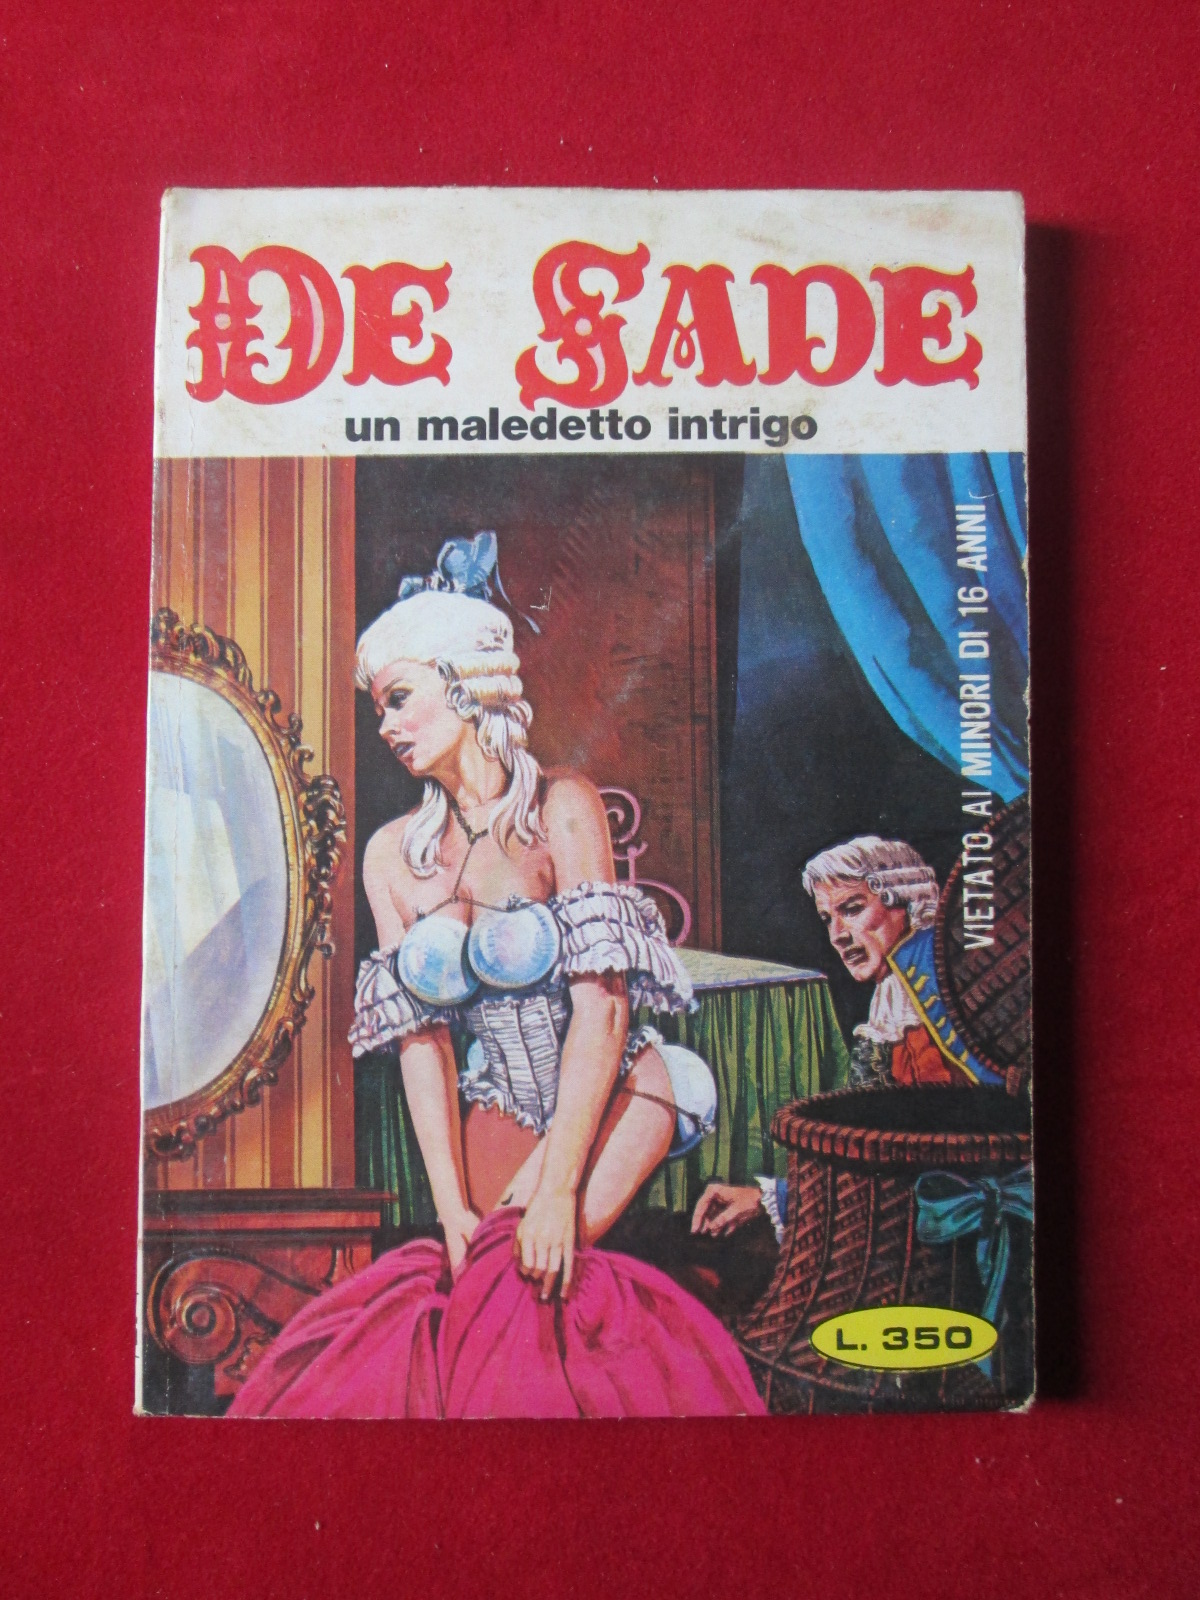 DE SADE
un maledetto intrigo
VIETATO AI MINORI DI 16 ANNI
L. 350